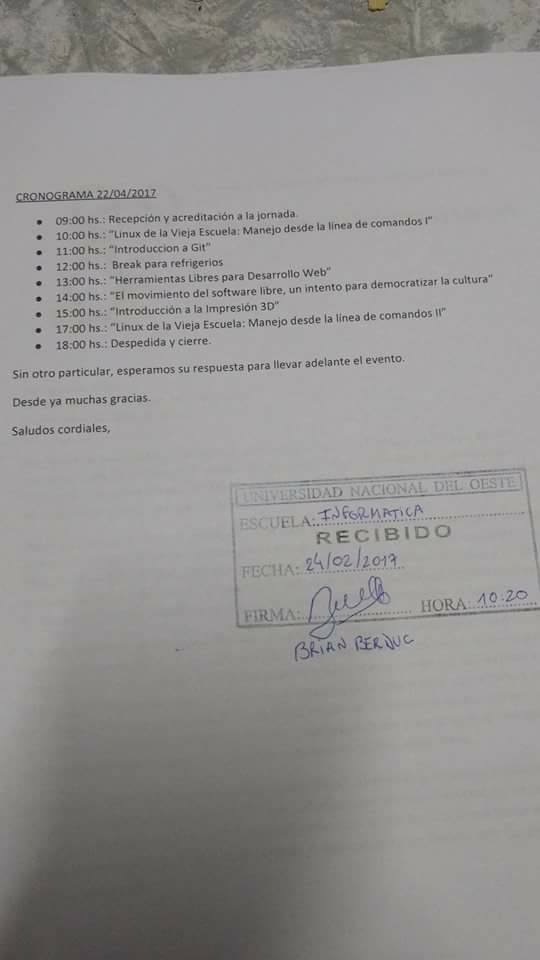 CRONOGRAMA 22/04/2017
• 09:00 hs.: Recepción y acreditación a la jornada.
• 10:00 hs.: "Linux de la Vieja Escuela: Manejo desde la línea de comandos I"
• 11:00 hs.: "Introduccion a Git"
• 12:00 hs.: Break para refrigerios
• 13:00 hs.: "Herramientas Libres para Desarrollo Web"
• 14:00 hs.: "El movimiento del software libre, un intento para democratizar la cultura"
• 15:00 hs.: "Introducción a la Impresión 3D"
• 17:00 hs.: "Linux de la Vieja Escuela: Manejo desde la línea de comandos II"
• 18:00 hs.: Despedida y cierre.
Sin otro particular, esperamos su respuesta para llevar adelante el evento.
Desde ya muchas gracias.
Saludos cordiales,
UNIVERSIDAD NACIONAL DEL OESTE
ESCUELA: INFORMATICA
RECIBIDO
FECHA: 24/02/2017
FIRMA: HORA: 10:20
BRIAN BERDUC